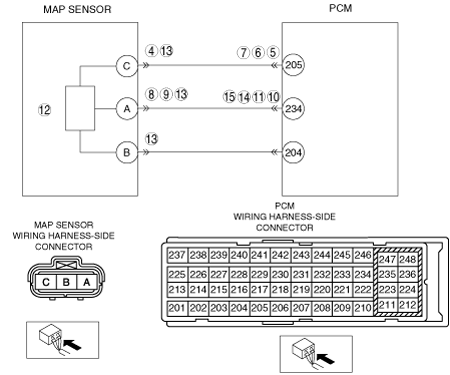 MAP SENSOR
PCM
C ④ ⑬ ⑦ ⑥ ⑤ 205
⑫ A ⑧ ⑨ ⑬ ⑮ ⑭ ⑪ ⑩ 234
B ⑬ 204
MAP SENSOR
WIRING HARNESS-SIDE
CONNECTOR
C B A
PCM
WIRING HARNESS-SIDE
CONNECTOR
237 238 239 240 241 242 243 244 245 246 247 248
225 226 227 228 229 230 231 232 233 234 235 236
213 214 215 216 217 218 219 220 221 222 223 224
201 202 203 204 205 206 207 208 209 210 211 212